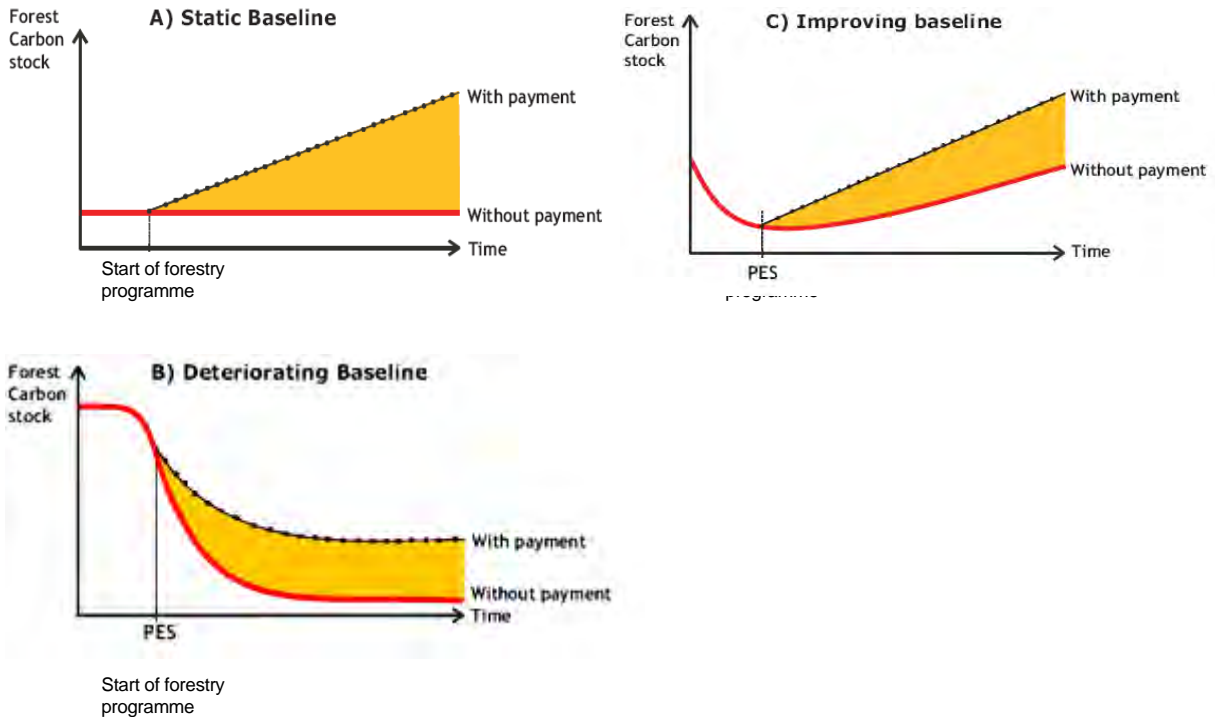 A) Static Baseline
Forest
Carbon
stock
With payment
Without payment
Time
Start of forestry
programme
C) Improving baseline
Forest
Carbon
stock
With payment
Without payment
Time
PES
programme
B) Deteriorating Baseline
Forest
Carbon
stock
With payment
Without payment
Time
PES
Start of forestry
programme